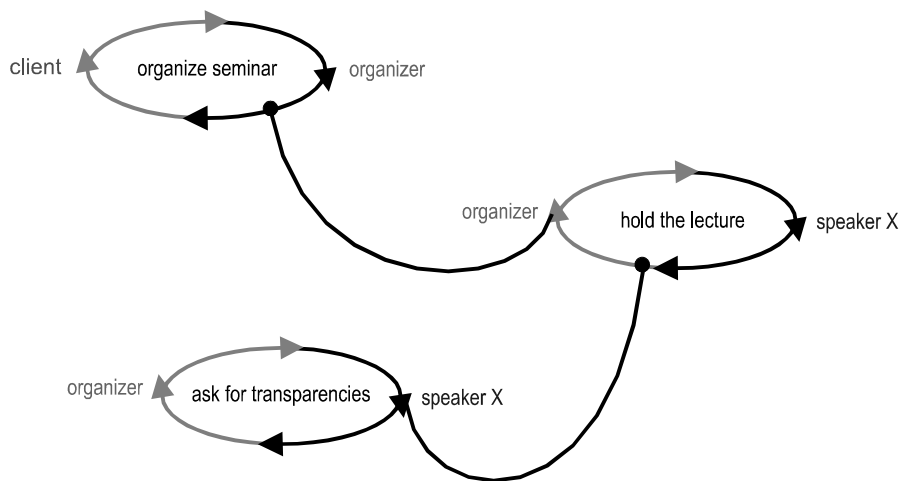 client
organize seminar
organizer
organizer
hold the lecture
speaker X
organizer
ask for transparencies
speaker X